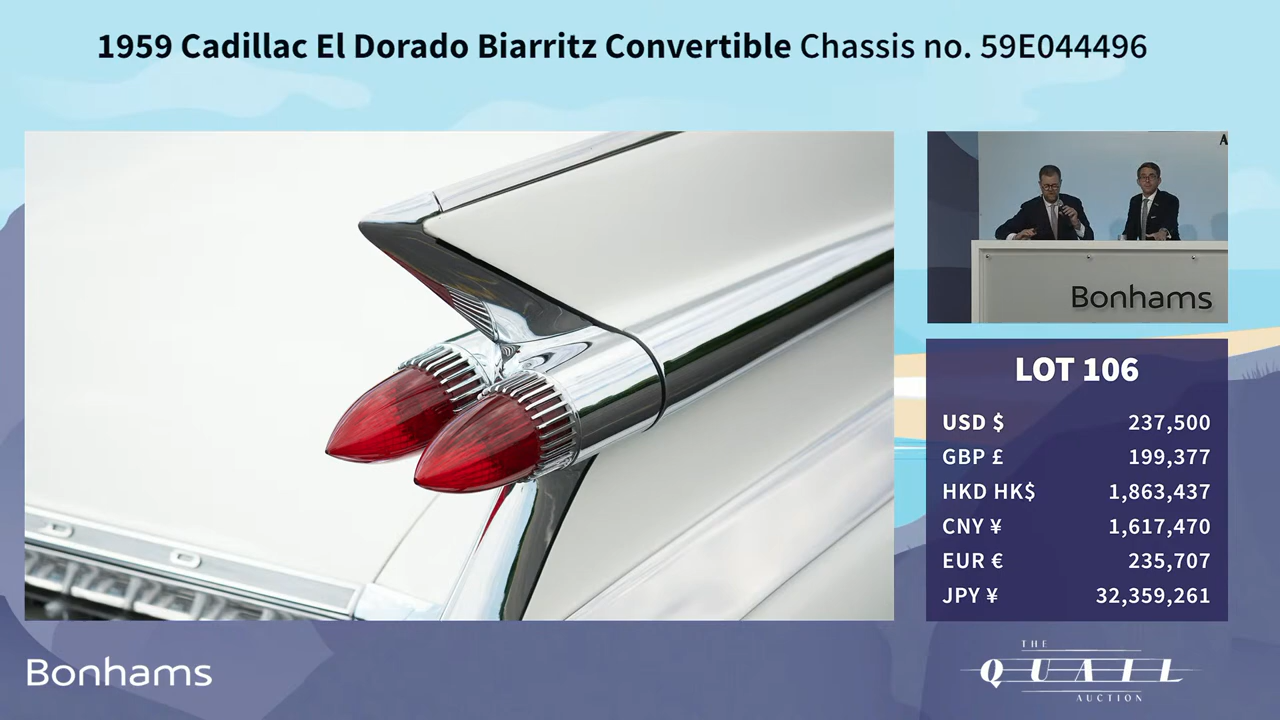 1959 Cadillac El Dorado Biarritz Convertible Chassis no. 59E044496
A
Bonhams
LOT 106
USD $ 237,500
GBP £ 199,377
HKD HK$ 1,863,437
CNY ¥ 1,617,470
EUR € 235,707
JPY ¥ 32,359,261
Bonhams
THE
QUAIL
AUCTION